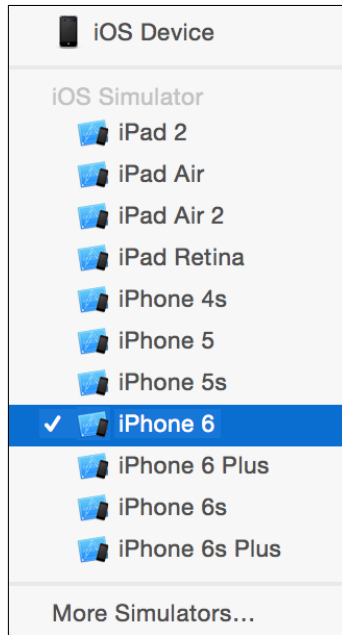 iOS Device
iOS Simulator
iPad 2
iPad Air
iPad Air 2
iPad Retina
iPhone 4s
iPhone 5
iPhone 5s
✓ iPhone 6
iPhone 6 Plus
iPhone 6s
iPhone 6s Plus
More Simulators...